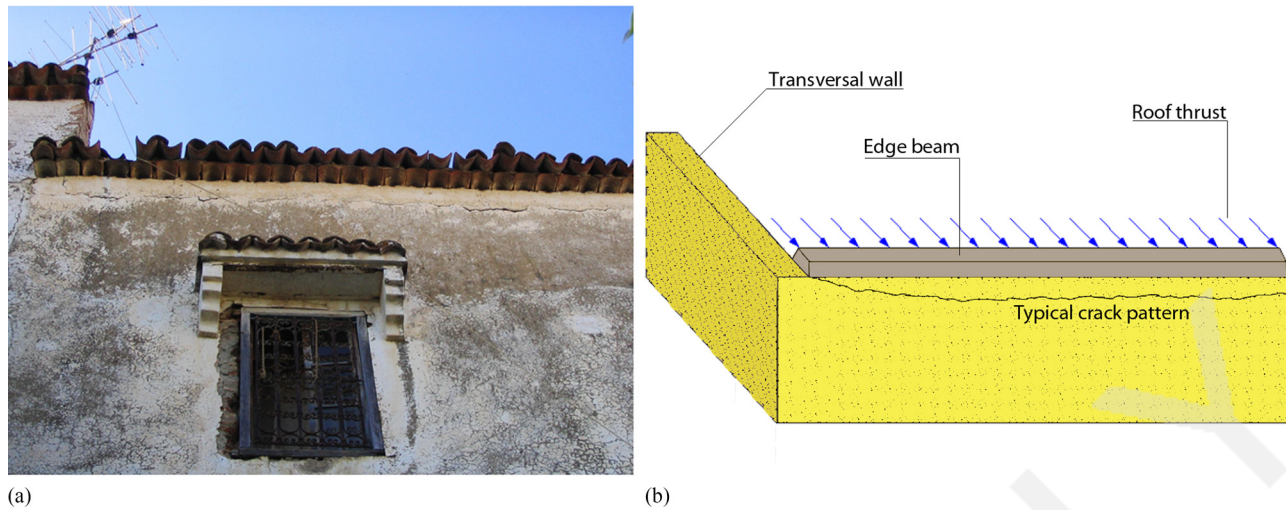 Transversal wall
Roof thrust
Edge beam
Typical crack pattern
(a)
(b)